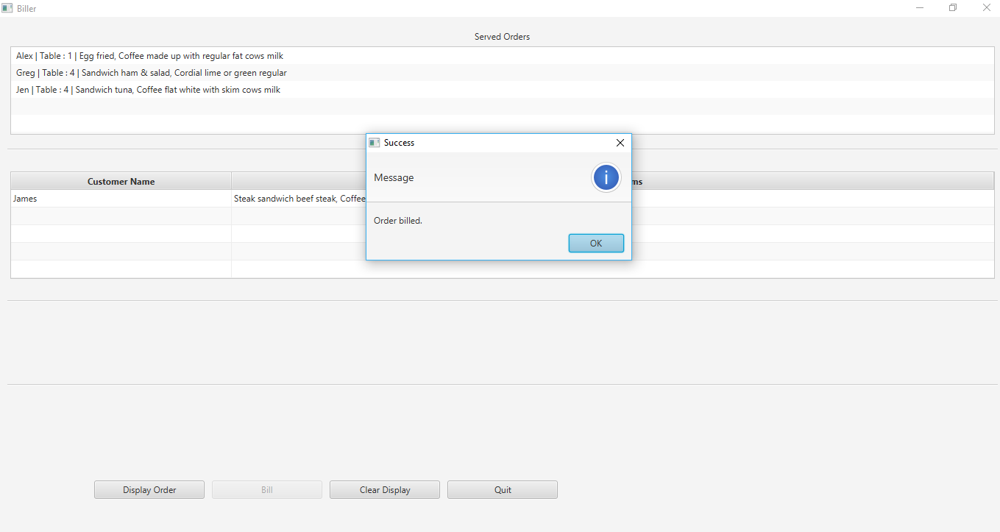 Biller
Served Orders
Alex | Table : 1 | Egg fried, Coffee made up with regular fat cows milk
Greg | Table : 4 | Sandwich ham & salad, Cordial lime or green regular
Jen | Table : 4 | Sandwich tuna, Coffee flat white with skim cows milk
Success
Message
Order billed.
OK
Customer Name
James Steak sandwich beef steak, Coffee
Display Order Bill Clear Display Quit